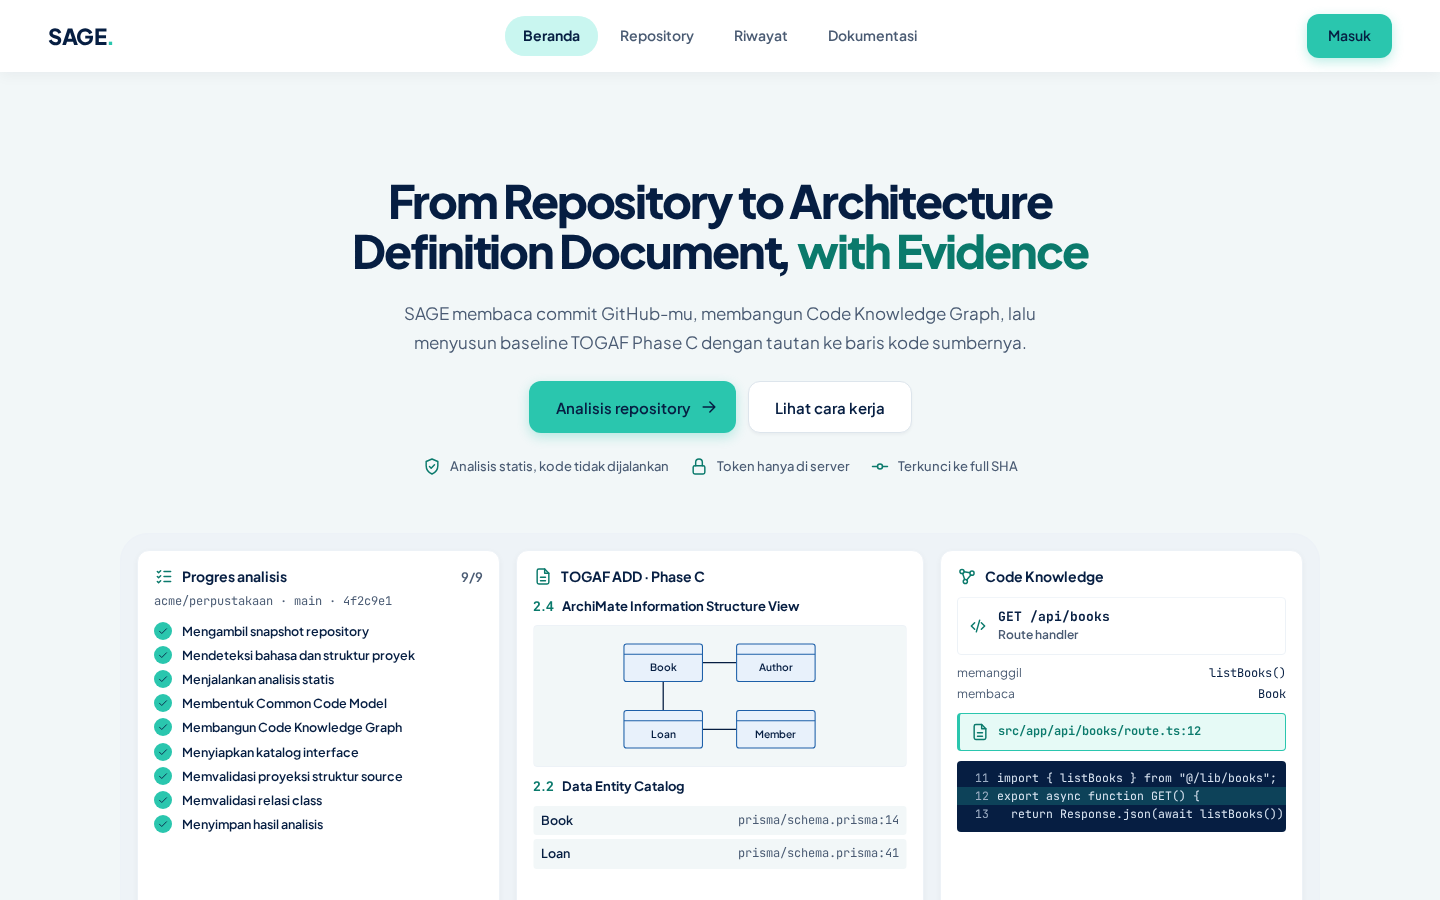 SAGE.
Beranda
Repository
Riwayat
Dokumentasi
Masuk
From Repository to Architecture
Definition Document, with Evidence
SAGE membaca commit GitHub-mu, membangun Code Knowledge Graph, lalu
menyusun baseline TOGAF Phase C dengan tautan ke baris kode sumbernya.
Analisis repository
Lihat cara kerja
Analisis statis, kode tidak dijalankan
Token hanya di server
Terkunci ke full SHA
Progres analisis 9/9
acme/perpustakaan · main · 4f2c9e1
Mengambil snapshot repository
Mendeteksi bahasa dan struktur proyek
Menjalankan analisis statis
Membentuk Common Code Model
Membangun Code Knowledge Graph
Menyiapkan katalog interface
Memvalidasi proyeksi struktur source
Memvalidasi relasi class
Menyimpan hasil analisis
TOGAF ADD · Phase C
2.4 ArchiMate Information Structure View
Book
Author
Loan
Member
2.2 Data Entity Catalog
Book prisma/schema.prisma:14
Loan prisma/schema.prisma:41
Code Knowledge
GET /api/books
Route handler
memanggil listBooks()
membaca Book
src/app/api/books/route.ts:12
11 import { listBooks } from "@/lib/books";
12 export async function GET() {
13 return Response.json(await listBooks())